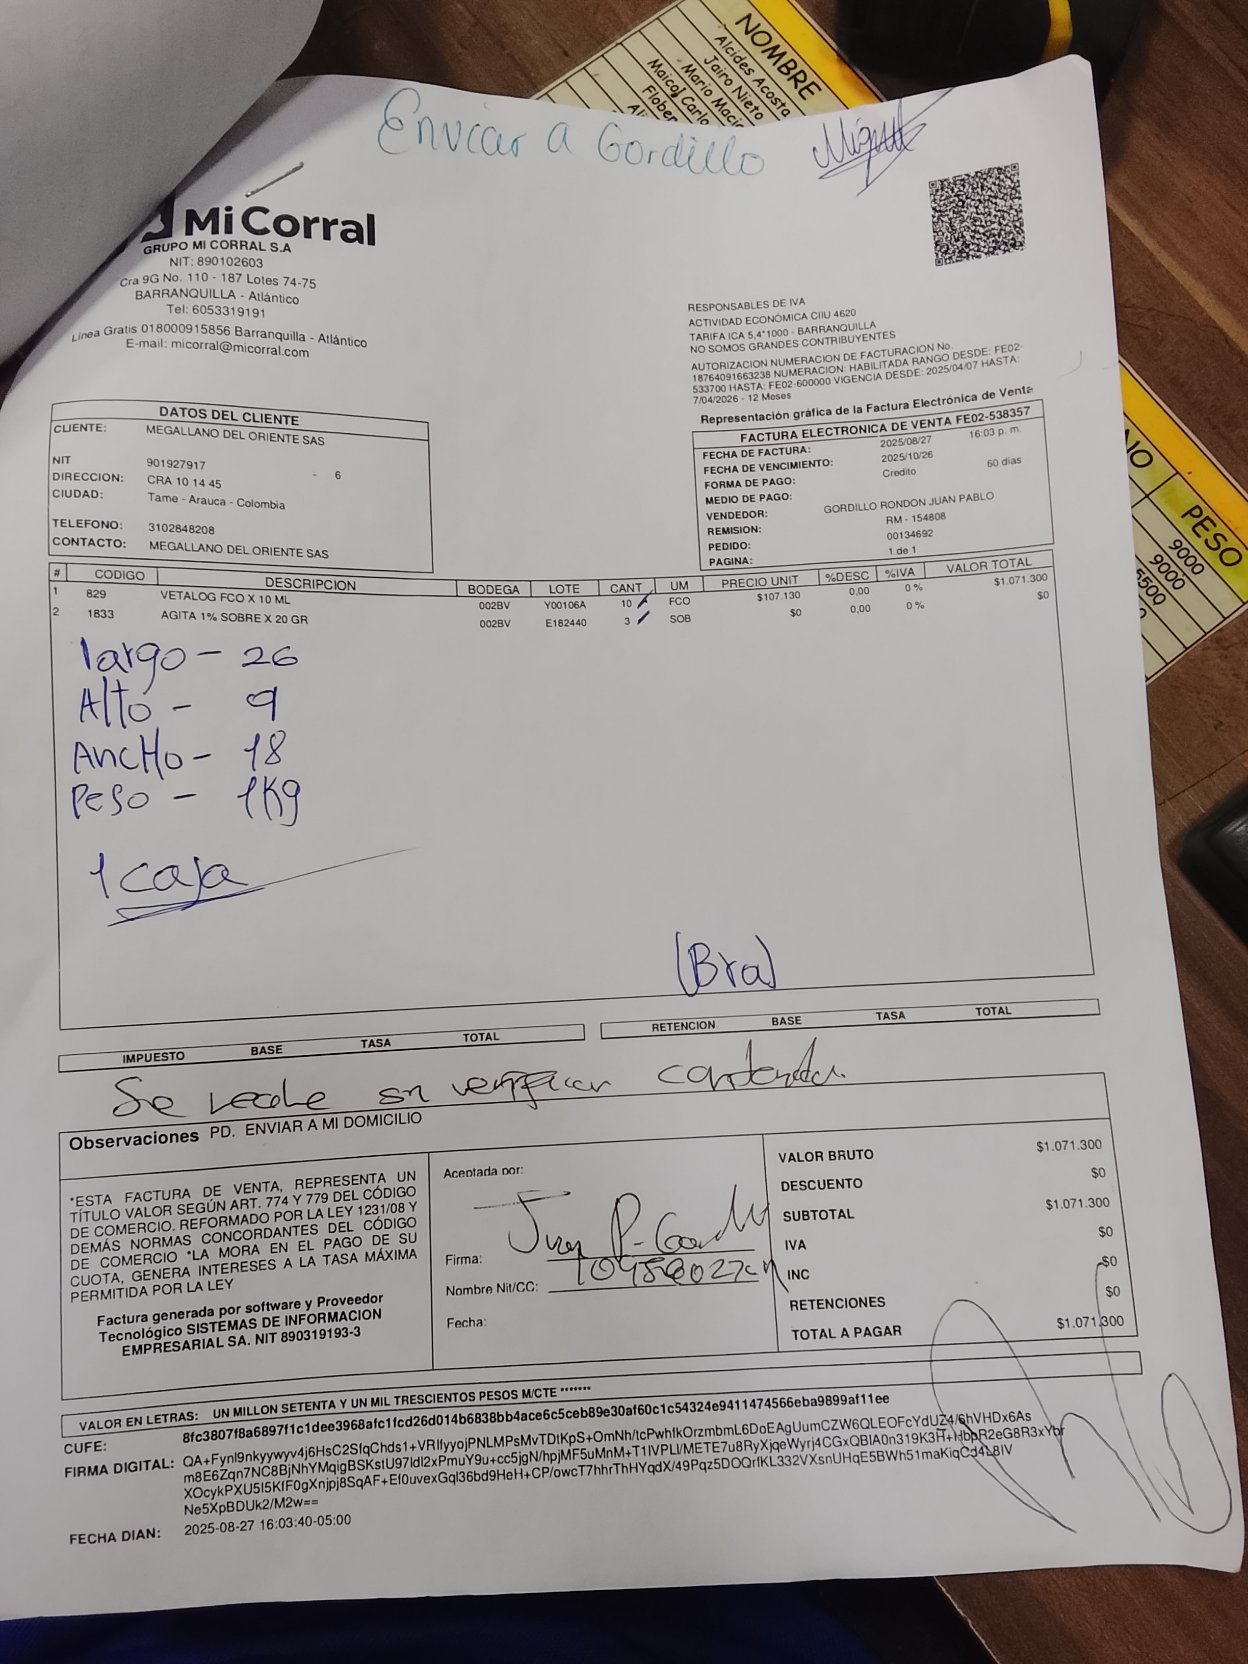 NOMBRE
Alcides Acosta
Jairo Nieto
Enviar a Gordillo
Miguel
Mi Corral
GRUPO MI CORRAL S.A
NIT: 890102603
Cra 9G No. 110 - 187 Lotes 74-75
BARRANQUILLA - Atlántico
Tel: 6053319191
Línea Gratis 018000915856 Barranquilla - Atlántico
E-mail: micorral@micorral.com
RESPONSABLES DE IVA
ACTIVIDAD ECONÓMICA CIIU 4620
TARIFA ICA 5,4*1000 - BARRANQUILLA
NO SOMOS GRANDES CONTRIBUYENTES
AUTORIZACION NUMERACION DE FACTURACION No.
18764091663238 NUMERACION: HABILITADA RANGO DESDE: FE02-
533700 HASTA: FE02-600000 VIGENCIA DESDE: 2025/04/07 HASTA:
7/04/2026 - 12 Meses
Representación gráfica de la Factura Electrónica de Venta
DATOS DEL CLIENTE
CLIENTE: MEGALLANO DEL ORIENTE SAS
NIT 901927917 - 6
DIRECCION: CRA 10 14 45
CIUDAD: Tame - Arauca - Colombia
TELEFONO: 3102848208
CONTACTO: MEGALLANO DEL ORIENTE SAS
FACTURA ELECTRONICA DE VENTA FE02-538357
FECHA DE FACTURA: 2025/08/27 16:03 p. m.
FECHA DE VENCIMIENTO: 2025/10/26
FORMA DE PAGO: Credito 60 dias
MEDIO DE PAGO:
VENDEDOR: GORDILLO RONDON JUAN PABLO
REMISION: RM - 154808
PEDIDO: 00134692
PAGINA: 1 de 1
PESO
9000
9000
5500
# CODIGO DESCRIPCION BODEGA LOTE CANT UM PRECIO UNIT %DESC %IVA VALOR TOTAL
1 829 VETALOG FCO X 10 ML 002BV Y00106A 10 FCO $107.130 0,00 0 % $1.071.300
2 1833 AGITA 1% SOBRE X 20 GR 002BV E182440 3 SOB $0 0,00 0 % $0
largo - 26
Alto - 9
Ancho - 18
Peso - 1Kg
1 caja
(Bra)
IMPUESTO BASE TASA TOTAL
RETENCION BASE TASA TOTAL
Se recibe sin verificar contenido
Observaciones PD. ENVIAR A MI DOMICILIO
"ESTA FACTURA DE VENTA, REPRESENTA UN
TÍTULO VALOR SEGÚN ART. 774 Y 779 DEL CÓDIGO
DE COMERCIO. REFORMADO POR LA LEY 1231/08 Y
DEMÁS NORMAS CONCORDANTES DEL CÓDIGO
DE COMERCIO "LA MORA EN EL PAGO DE SU
CUOTA, GENERA INTERESES A LA TASA MÁXIMA
PERMITIDA POR LA LEY
Factura generada por software y Proveedor
Tecnológico SISTEMAS DE INFORMACION
EMPRESARIAL SA. NIT 890319193-3
Aceptada por:
Firma:
Nombre Nit/CC:
Fecha:
VALOR BRUTO $1.071.300
DESCUENTO $0
SUBTOTAL $1.071.300
IVA $0
INC $0
RETENCIONES $0
TOTAL A PAGAR $1.071.300
VALOR EN LETRAS: UN MILLON SETENTA Y UN MIL TRESCIENTOS PESOS M/CTE *******
CUFE: 8fc3807f8a6897f1c1dee3968afc1fcd26d014b6838bb4ace6c5ceb89e30af60c1c54324e9411474566eba9899af11ee
FIRMA DIGITAL:
Ne5XpBDUk2/M2w==
FECHA DIAN: 2025-08-27 16:03:40-05:00